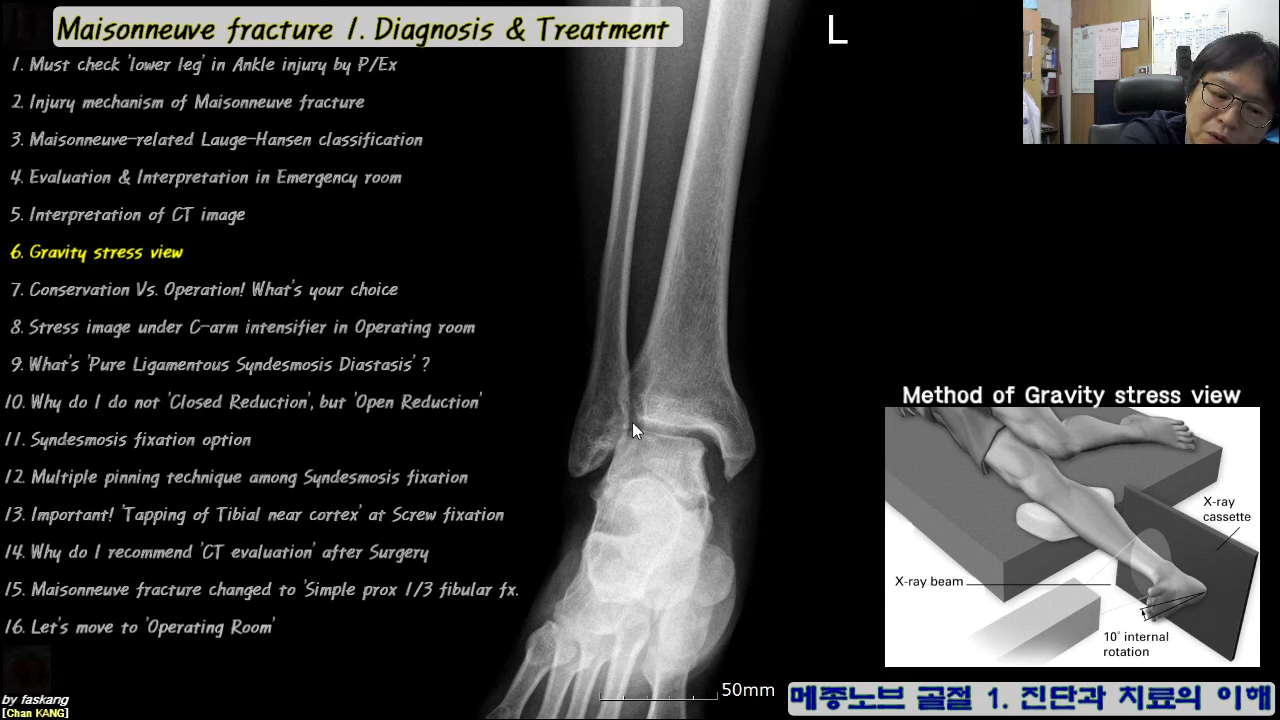 Maisonneuve fracture 1. Diagnosis & Treatment
L
1. Must check 'lower leg' in Ankle injury by P/Ex
2. Injury mechanism of Maisonneuve fracture
3. Maisonneuve-related Lauge-Hansen classification
4. Evaluation & Interpretation in Emergency room
5. Interpretation of CT image
6. Gravity stress view
7. Conservation Vs. Operation! What's your choice
8. Stress image under C-arm intensifier in Operating room
9. What's 'Pure Ligamentous Syndesmosis Diastasis' ?
10. Why do I do not 'Closed Reduction', but 'Open Reduction'
11. Syndesmosis fixation option
12. Multiple pinning technique among Syndesmosis fixation
13. Important! 'Tapping of Tibial near cortex' at Screw fixation
14. Why do I recommend 'CT evaluation' after Surgery
15. Maisonneuve fracture changed to 'Simple prox 1/3 fibular fx.
16. Let's move to 'Operating Room'
Method of Gravity stress view
X-ray
cassette
X-ray beam
10° internal
rotation
50mm
by faskang
[Chan KANG]
메종노브 골절 1. 진단과 치료의 이해